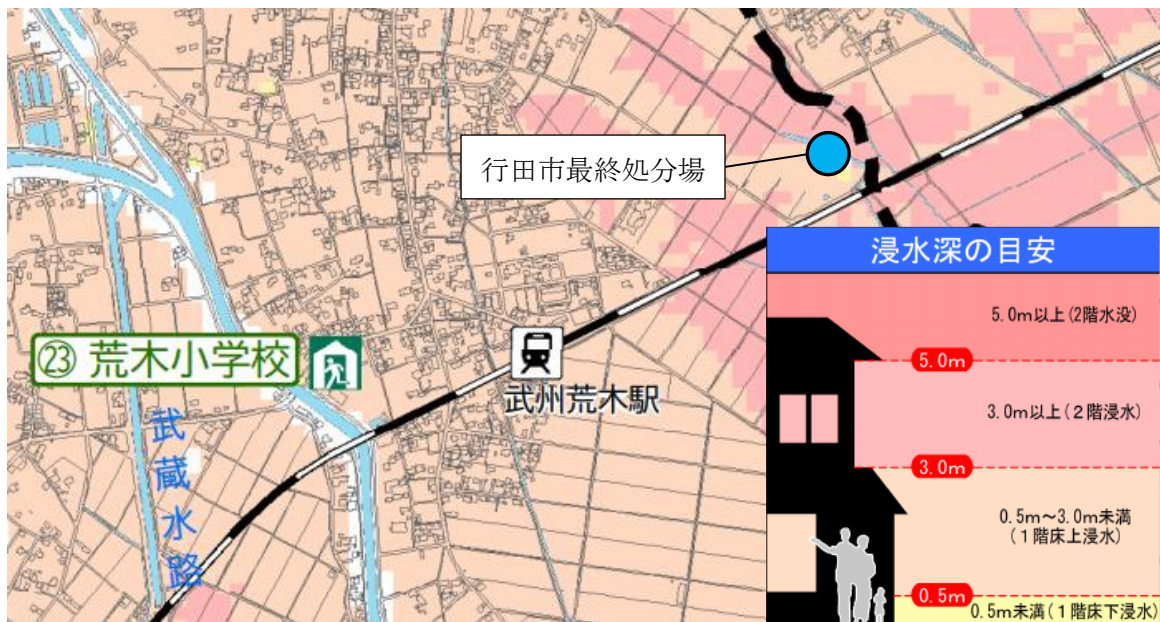 行田市最終処分場
㉓ 荒木小学校
武州荒木駅
武蔵水路
浸水深の目安
5.0m以上(2階水没)
5.0m
3.0m以上(2階浸水)
3.0m
0.5m～3.0m未満
(1階床上浸水)
0.5m
0.5m未満(1階床下浸水)